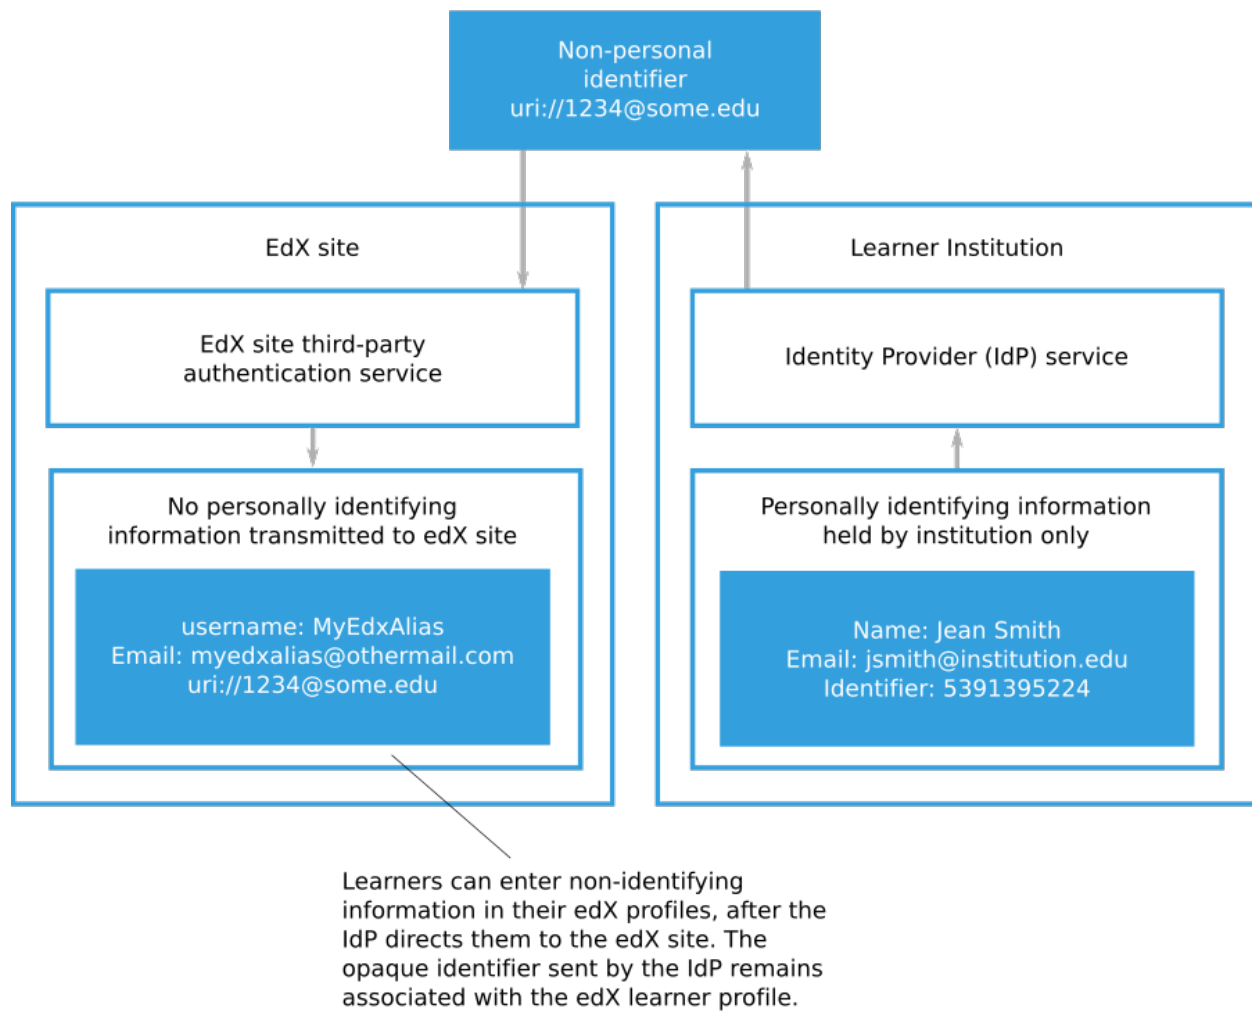 Non-personal
identifier
uri://1234@some.edu
EdX site
EdX site third-party
authentication service
No personally identifying
information transmitted to edX site
username: MyEdxAlias
Email: myedxalias@othermail.com
uri://1234@some.edu
Learner Institution
Identity Provider (IdP) service
Personally identifying information
held by institution only
Name: Jean Smith
Email: jsmith@institution.edu
Identifier: 5391395224
Learners can enter non-identifying
information in their edX profiles, after the
IdP directs them to the edX site. The
opaque identifier sent by the IdP remains
associated with the edX learner profile.